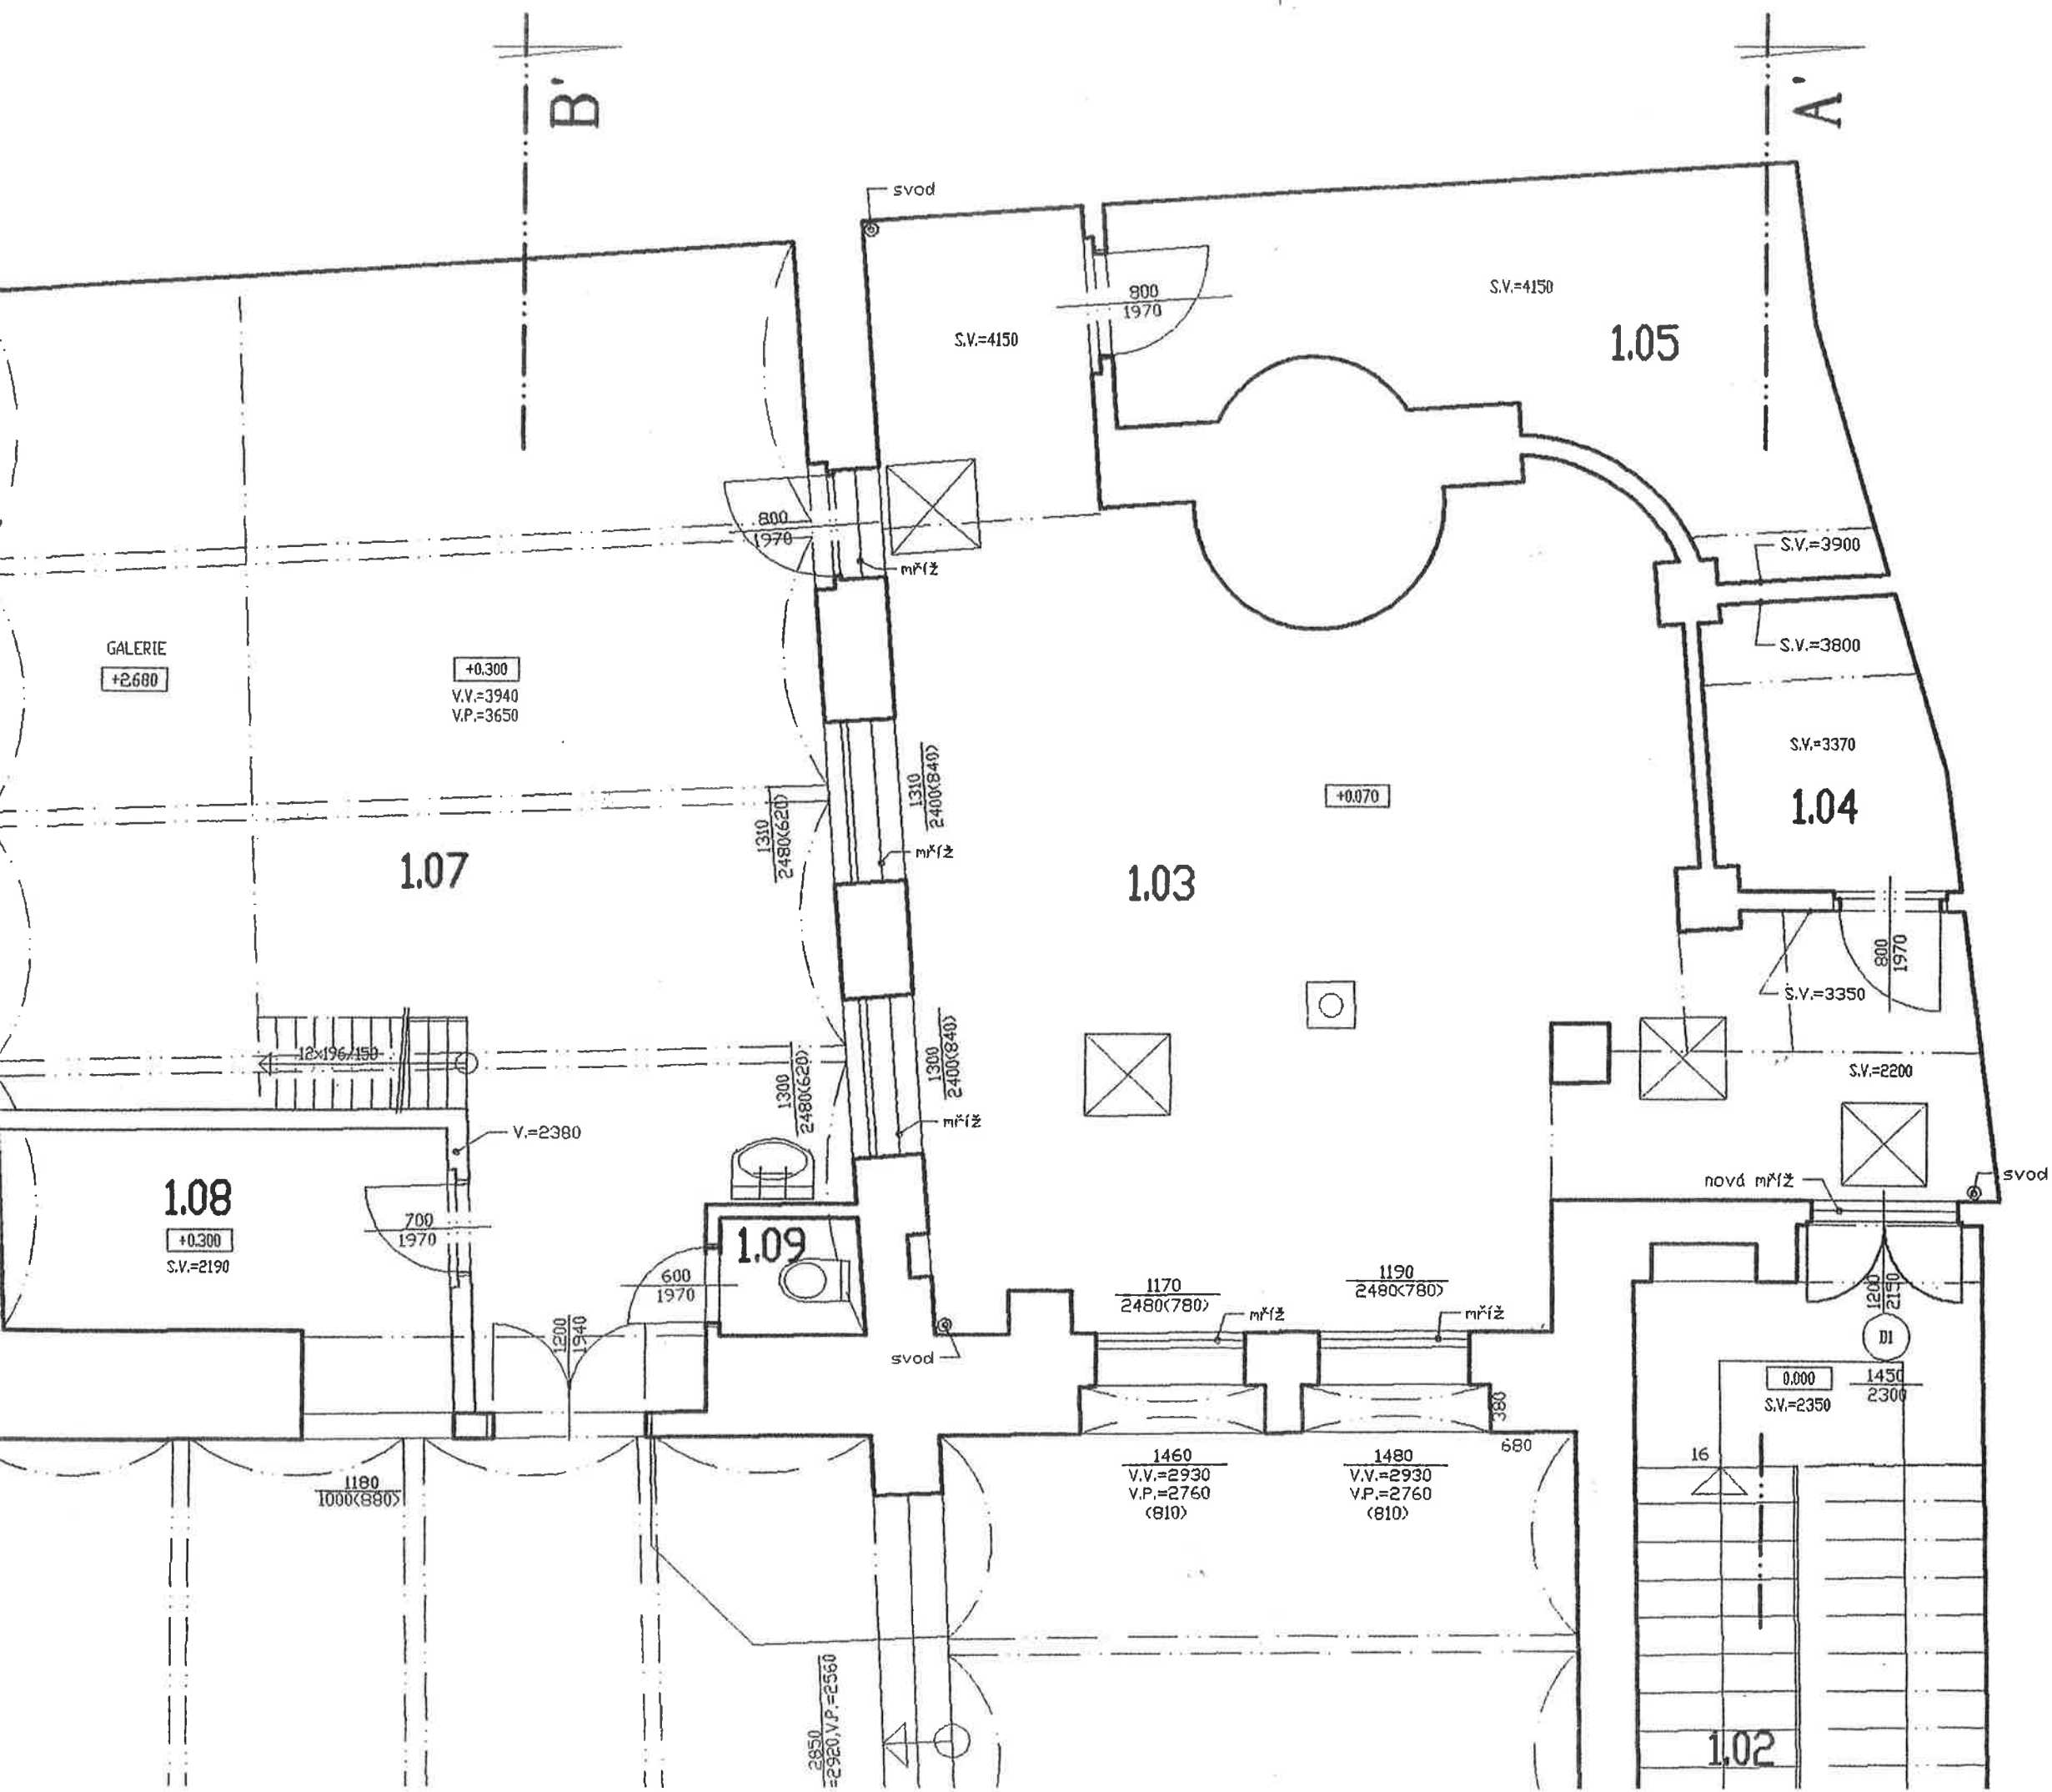 B'
A'
svod
800
1970
S.V.=4150
S.V.=4150
1.05
800
1970
mříž
S.V.=3900
S.V.=3800
GALERIE
+2.680
+0.300
V.V.=3940
V.P.=3650
S.V.=3370
1.04
1310
2400(840)
1310
2480(620)
+0.070
mříž
1.07
1.03
800
1970
S.V.=3350
12×196/150
1300
2400(840)
1300
2480(620)
S.V.=2200
mříž
V.=2380
nová mříž
svod
1.08
+0.300
S.V.=2190
700
1970
1.09
600
1970
1170
2480(780)
1190
2480(780)
mříž
mříž
1200
2150
1200
1940
svod
D1
0.000
S.V.=2350
1450
2300
380
680
16
1460
V.V.=2930
V.P.=2760
(810)
1480
V.V.=2930
V.P.=2760
(810)
1180
1000(880)
2850
=2920,V.P.=2560
1.02